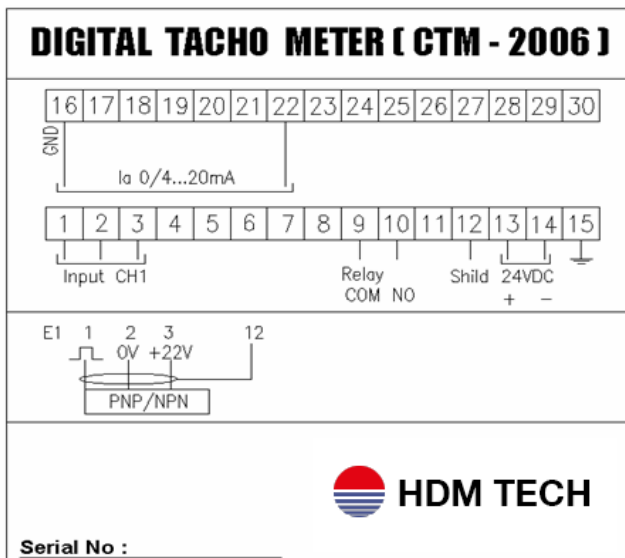 DIGITAL TACHO METER ( CTM - 2006 )
16 17 18 19 20 21 22 23 24 25 26 27 28 29 30
GND
Ia 0/4...20mA
1 2 3 4 5 6 7 8 9 10 11 12 13 14 15
Input CH1 Relay Shild 24VDC
COM NO + -
E1 1 2 3 12
0V +22V
PNP/NPN
HDM TECH
Serial No :